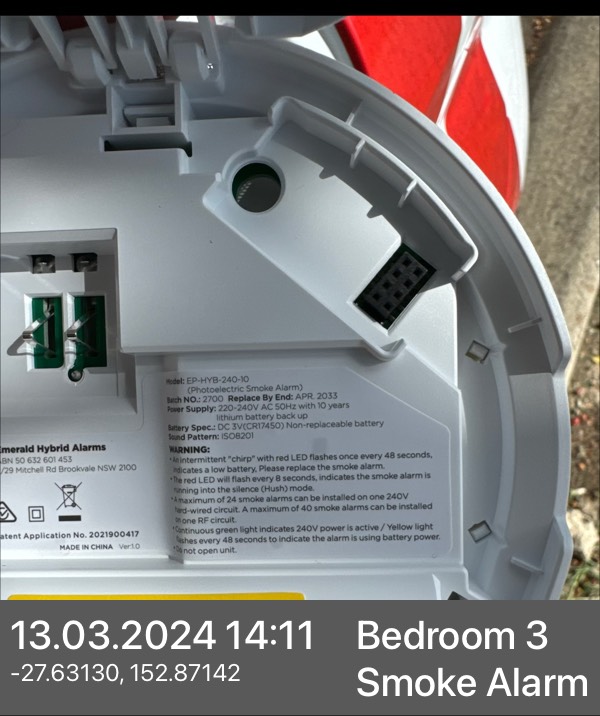 Model: EP-HYB-240-10
(Photoelectric Smoke Alarm)
Batch NO.: 2700 Replace By End: APR. 2033
Power Supply: 220-240V AC 50Hz with 10 years
lithium battery back up
Battery Spec.: DC 3V(CR17450) Non-replaceable battery
Sound Pattern: ISO8201
WARNING:
• An intermittent "chirp" with red LED flashes once every 48 seconds,
indicates a low battery, Please replace the smoke alarm.
• The red LED will flash every 8 seconds, indicates the smoke alarm is
running into the silence (Hush) mode.
• A maximum of 24 smoke alarms can be installed on one 240V
hard-wired circuit. A maximum of 40 smoke alarms can be installed
on one RF circuit.
• Continuous green light indicates 240V power is active / Yellow light
flashes every 48 seconds to indicate the alarm is using battery power.
• Do not open unit.
Emerald Hybrid Alarms
ABN 50 632 601 453
/29 Mitchell Rd Brookvale NSW 2100
Patent Application No. 2021900417
MADE IN CHINA Ver:1.0
13.03.2024 14:11
-27.63130, 152.87142
Bedroom 3
Smoke Alarm